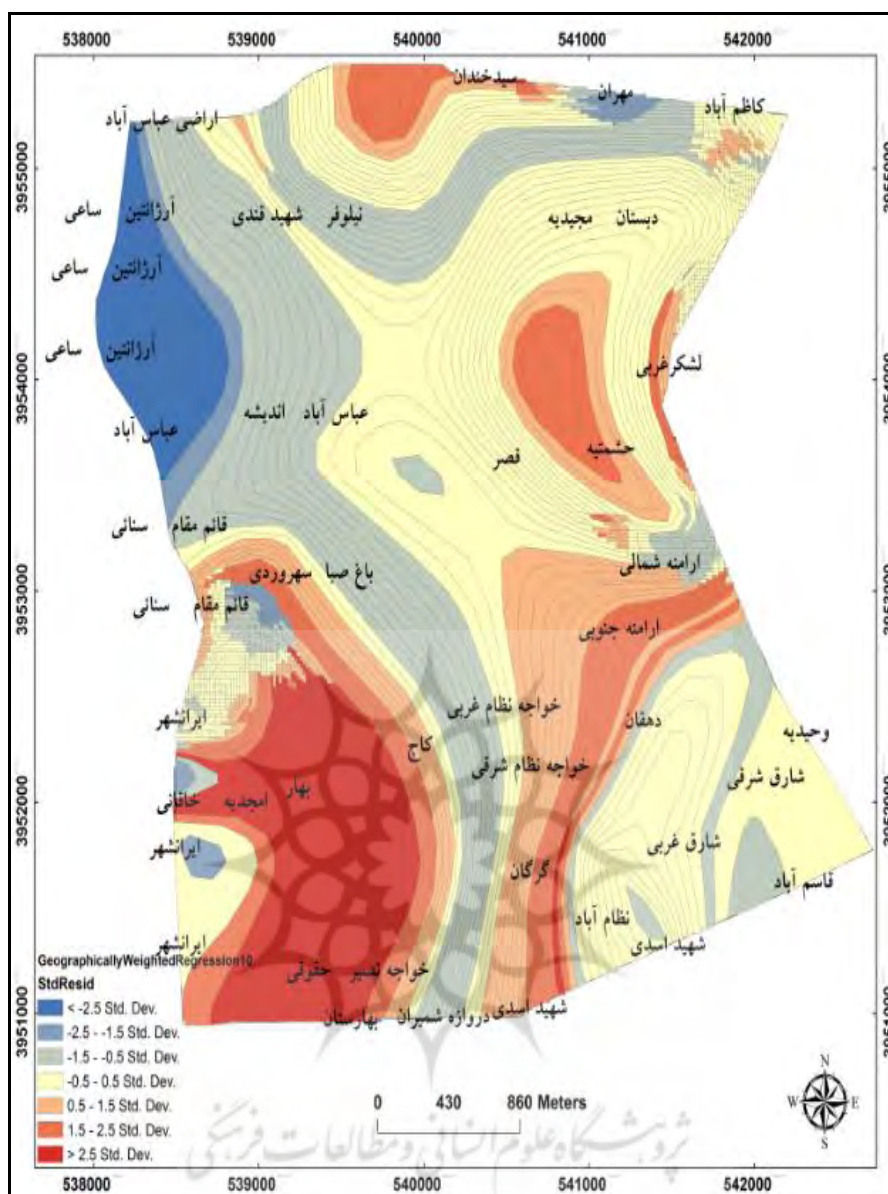 538000 539000 540000 541000 542000
سیدخندان
مهران
کاظم آباد
اراضی عباس آباد
3955000
3955000
ساعی آرژانتین شهید قندی نیلوفر مجیدیه دبستان
ساعی آرژانتین
ساعی آرژانتین
لشکرغربی
3954000
3954000
عباس آباد
اندیشه عباس آباد
حشمتیه
قصر
سنائی قائم مقام
باغ صبا سهروردی
ارامنه شمالی
3953000
3953000
سنائی قائم مقام
ارامنه جنوبی
خواجه نظام غربی
ایرانشهر
دهقان
وحیدیه
کاج
خواجه نظام شرقی
شارق شرقی
بهار
3952000
3952000
خاقانی امجدیه
ایرانشهر
شارق غربی
گرگان
قاسم آباد
نظام آباد
ایرانشهر
شهید اسدی
GeographicallyWeightedRegression10
خواجه نصیر حقوقی
StdResid
< -2.5 Std. Dev.
-2.5 - -1.5 Std. Dev.
-1.5 - -0.5 Std. Dev.
-0.5 - 0.5 Std. Dev.
0.5 - 1.5 Std. Dev.
1.5 - 2.5 Std. Dev.
> 2.5 Std. Dev.
3951000
3951000
بهارستان دروازه شمیران شهید اسدی
N
W E
S
0 430 860 Meters
پژوهشگاه علوم انسانی و مطالعات فرهنگی
538000 539000 540000 541000 542000